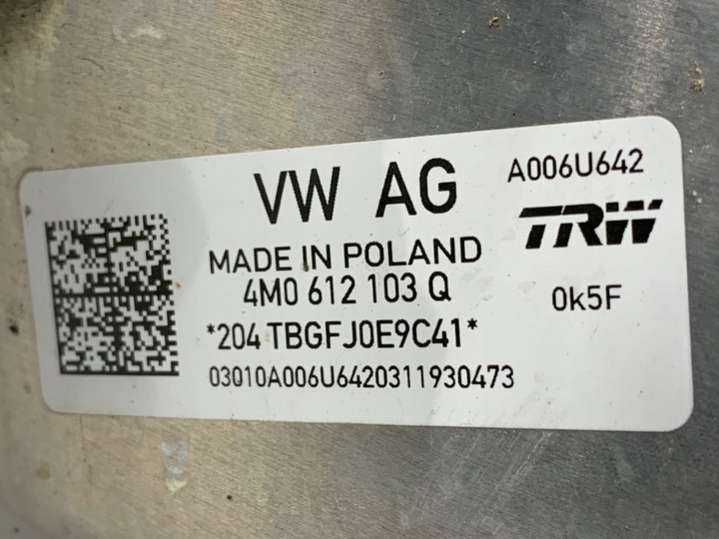 VW AG
A006U642
TRW
MADE IN POLAND
4M0 612 103 Q
0k5F
*204 TBGFJ0E9C41*
03010A006U6420311930473